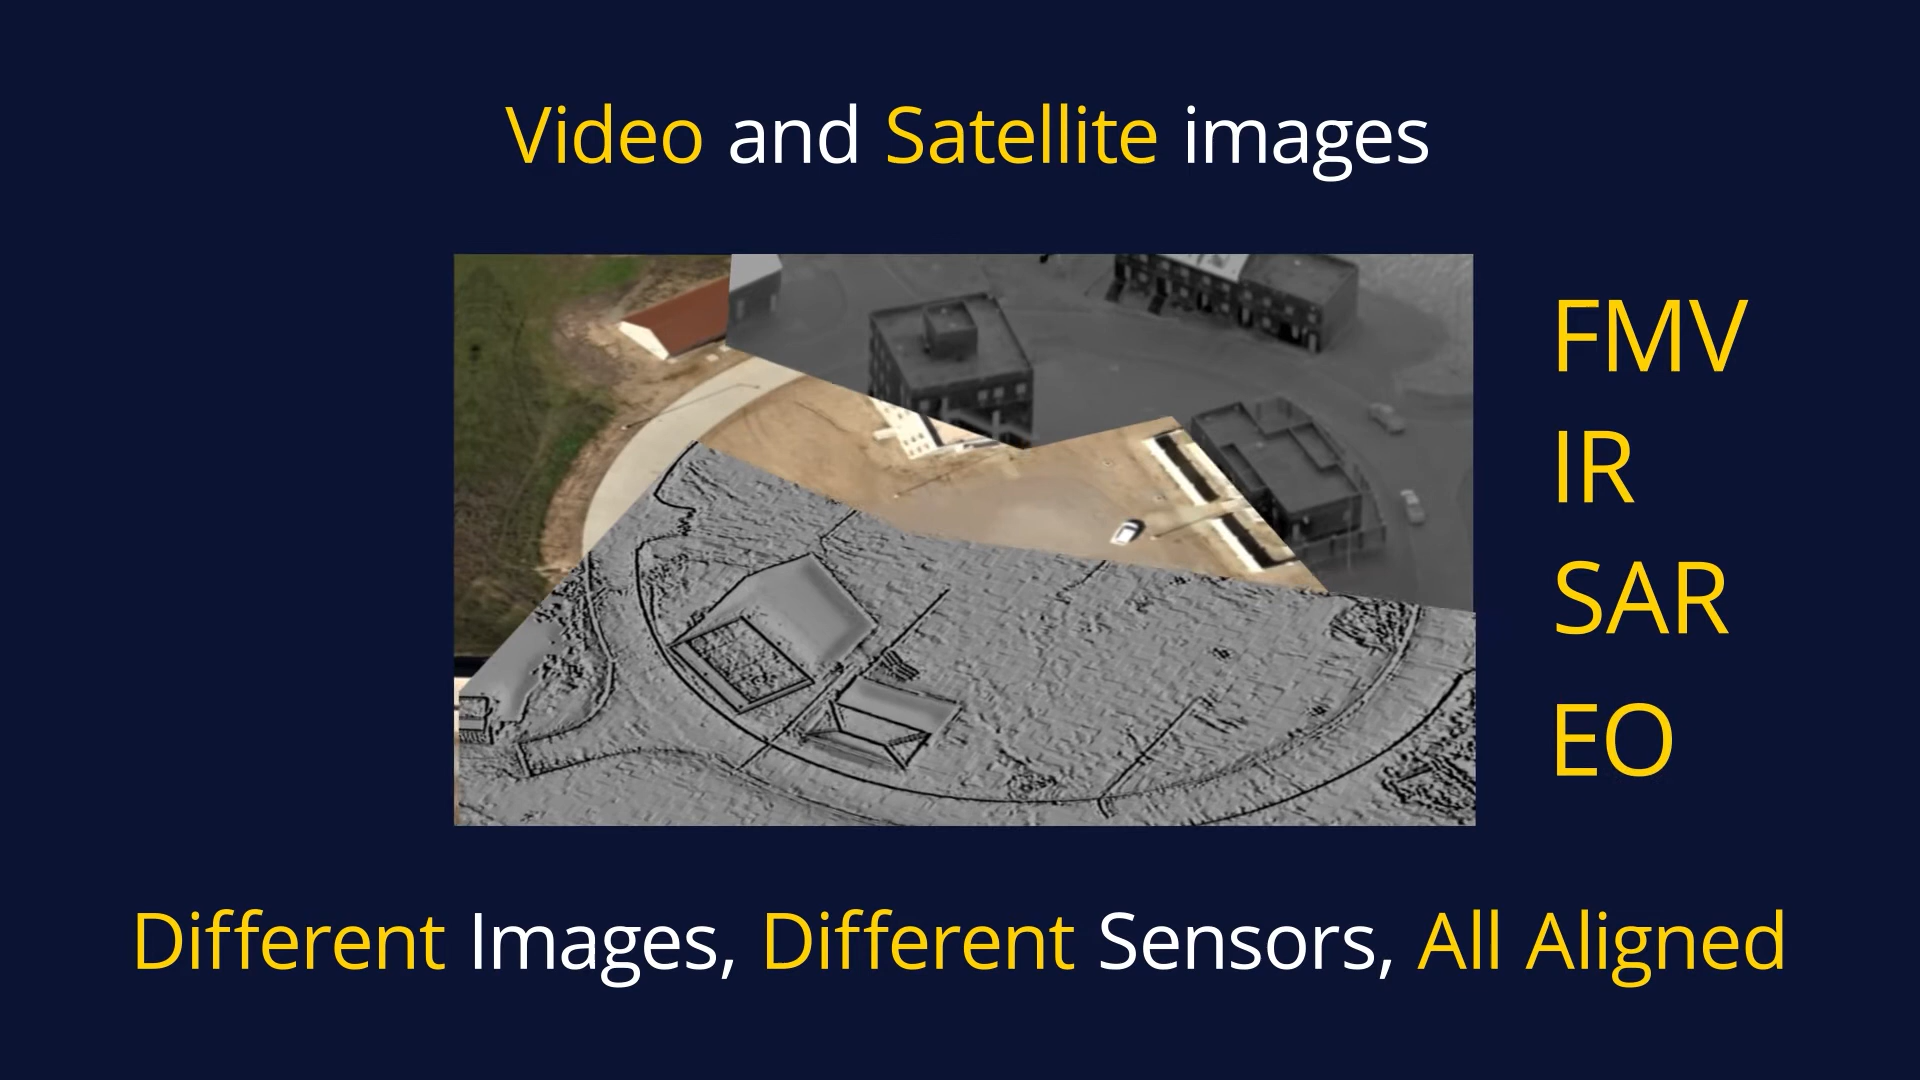 Video and Satellite images
FMV
IR
SAR
EO
Different Images, Different Sensors, All Aligned